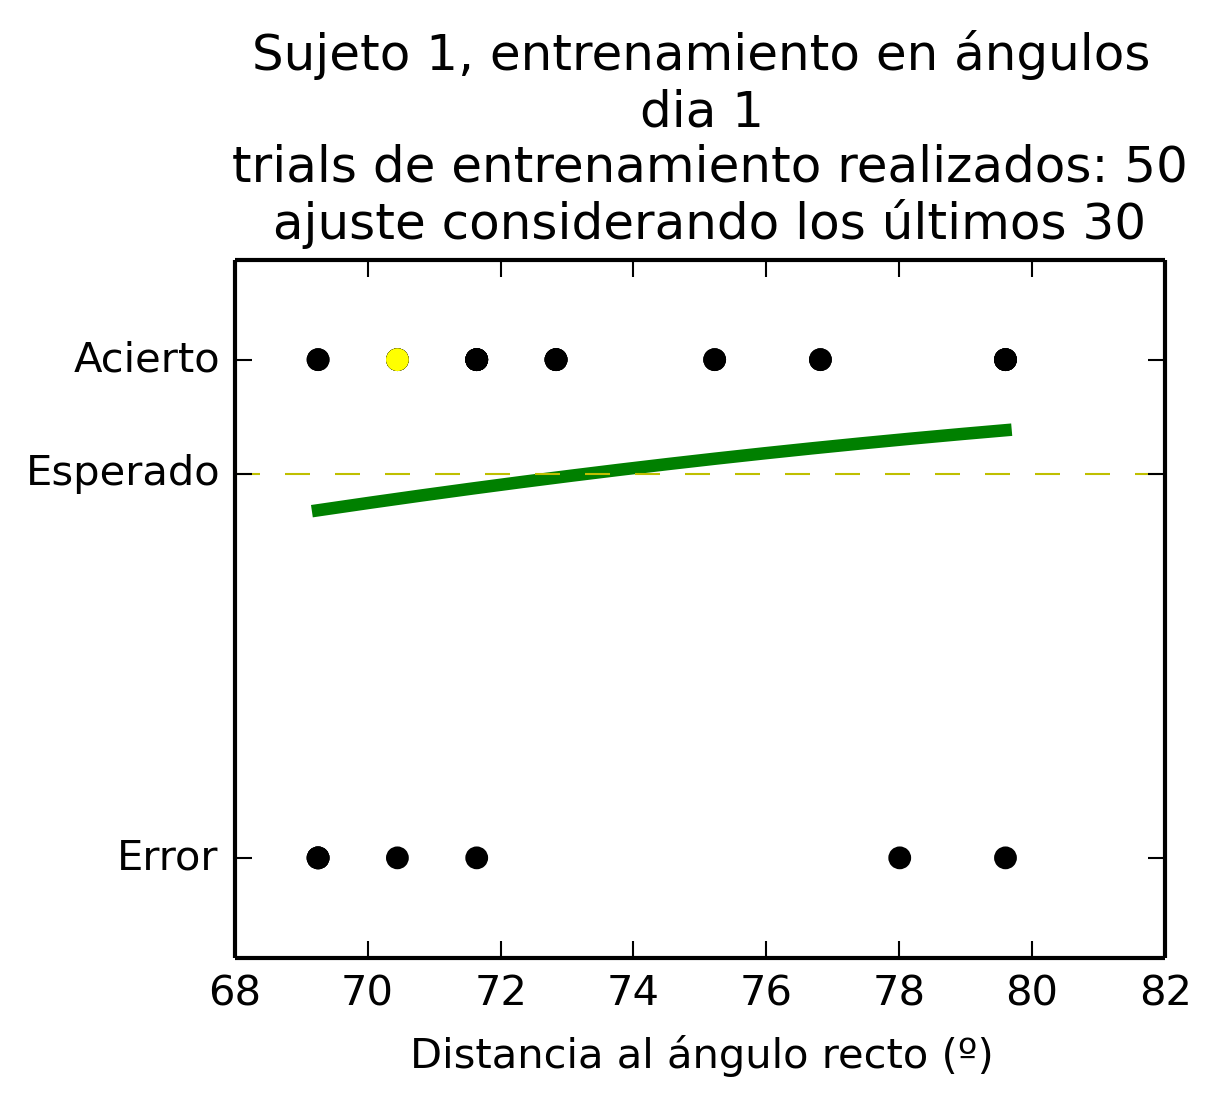 Sujeto 1, entrenamiento en ángulos
dia 1
trials de entrenamiento realizados: 50
ajuste considerando los últimos 30
Acierto
Esperado
Error
68 70 72 74 76 78 80 82
Distancia al ángulo recto (º)